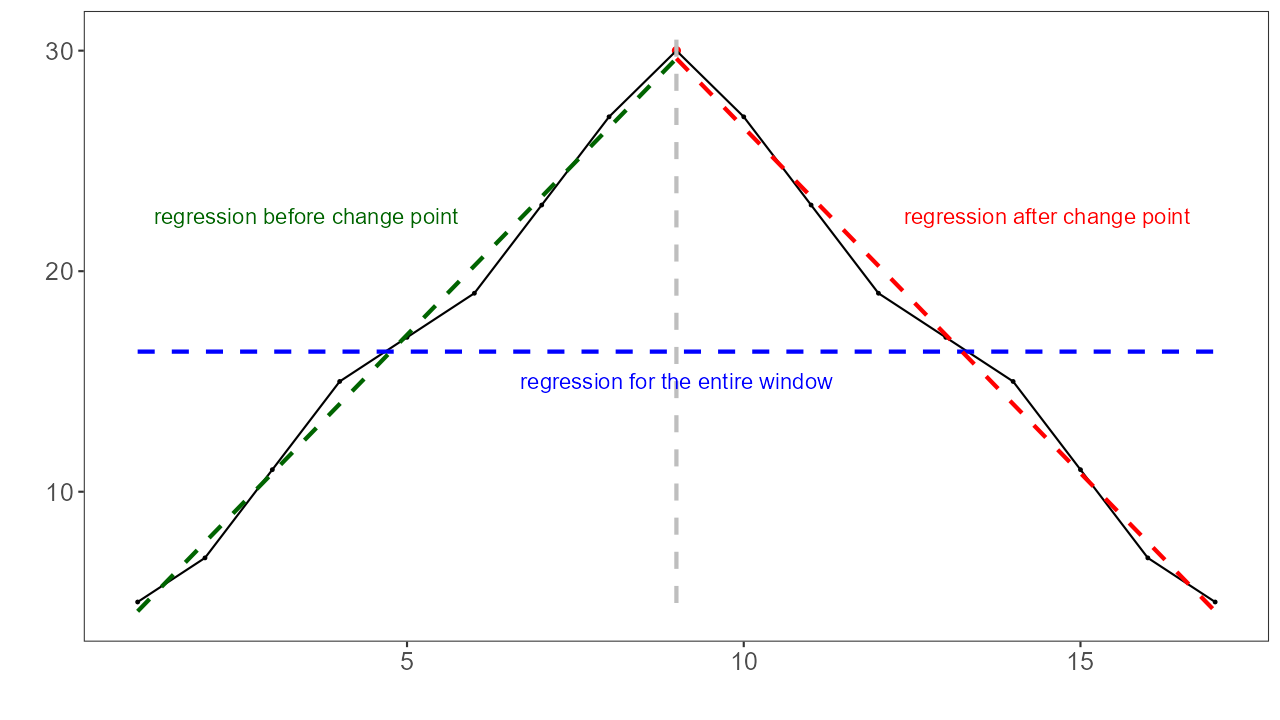 30
regression before change point
regression after change point
20
regression for the entire window
10
5
10
15